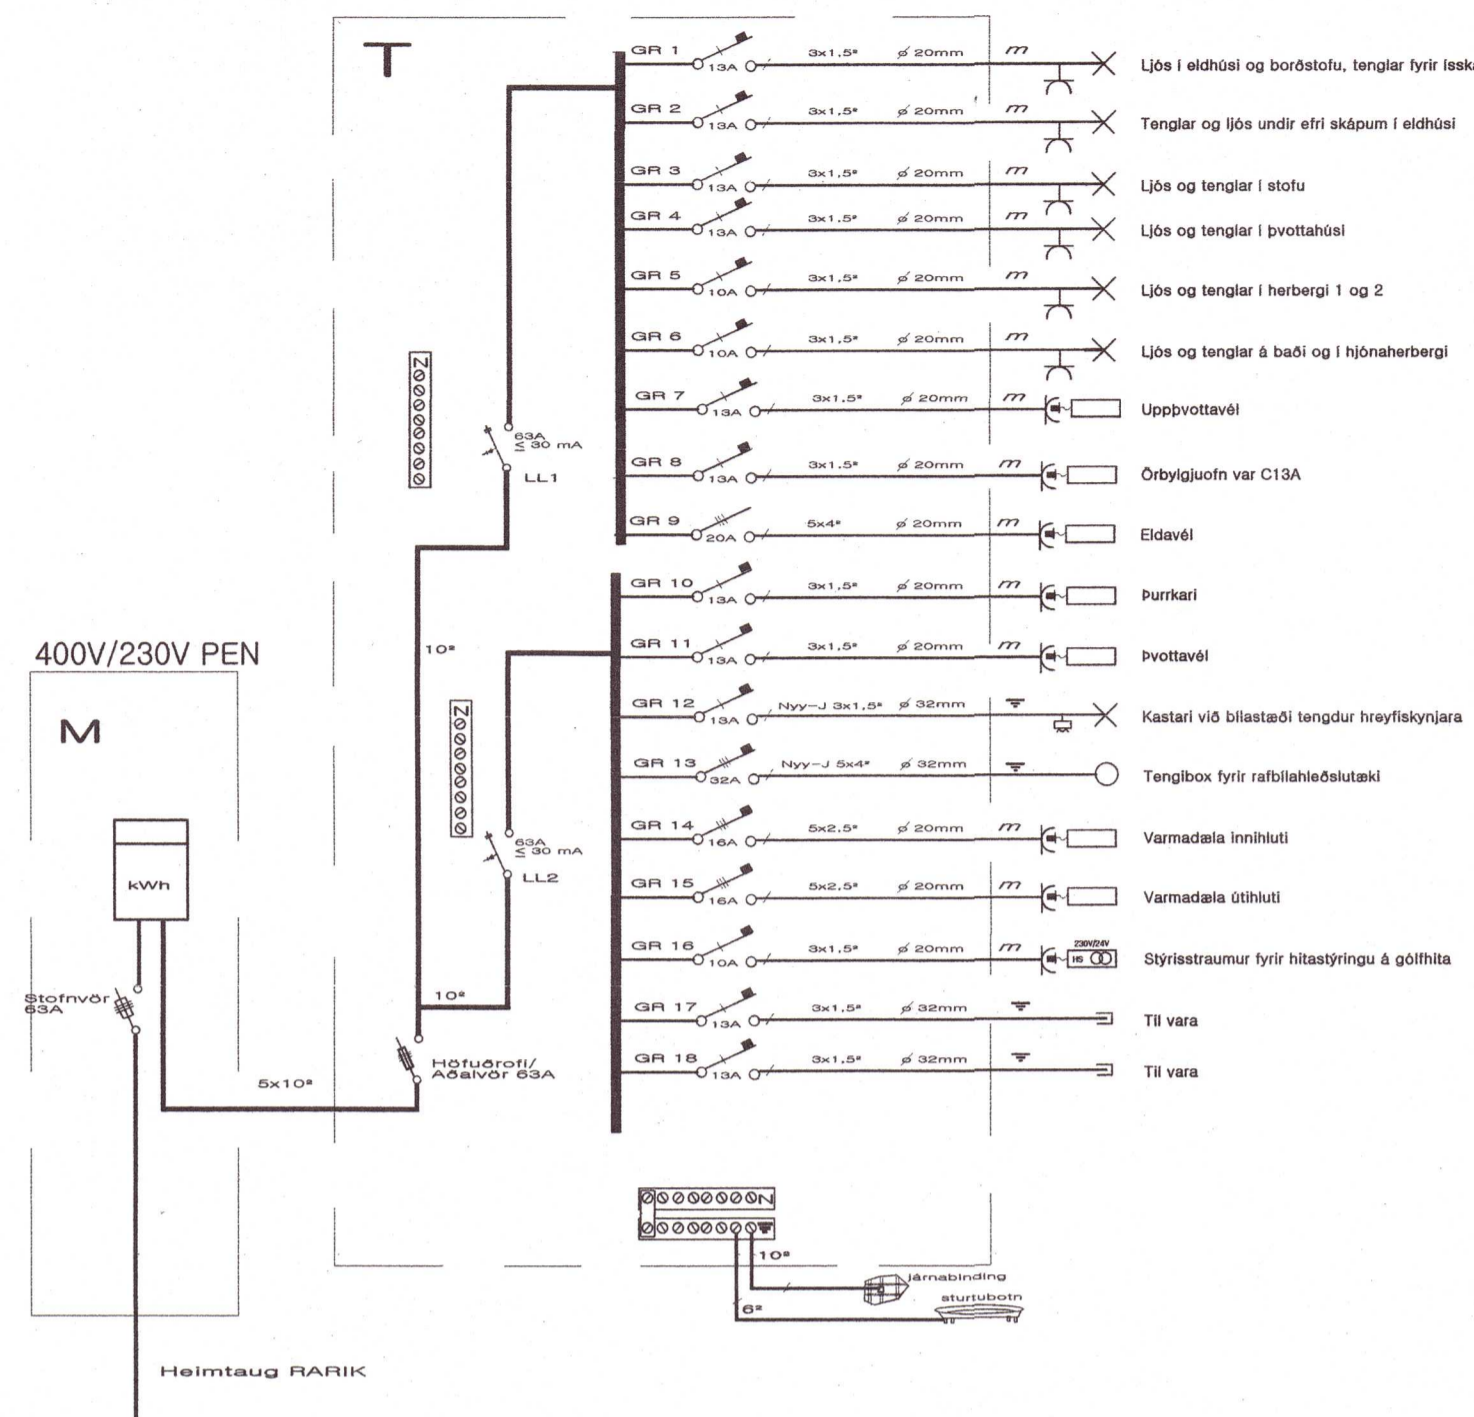 T
GR 1 13A 3x1,5² ø 20mm m Ljós í eldhúsi og borðstofu, tenglar fyrir
GR 2 13A 3x1,5² ø 20mm m Tenglar og ljós undir efri skápum í eldhúsi
GR 3 13A 3x1,5² ø 20mm m Ljós og tenglar í stofu
GR 4 13A 3x1,5² ø 20mm m Ljós og tenglar í þvottahúsi
GR 5 10A 3x1,5² ø 20mm m Ljós og tenglar í herbergi 1 og 2
GR 6 10A 3x1,5² ø 20mm m Ljós og tenglar á baði og í hjónaherbergi
GR 7 13A 3x1,5² ø 20mm m Uppþvottavél
GR 8 13A 3x1,5² ø 20mm m Örbylgjuofn var C13A
GR 9 20A 5x4² ø 20mm m Eldavél
N
63A
≤ 30 mA
LL1
GR 10 13A 3x1,5² ø 20mm m Þurrkari
GR 11 13A 3x1,5² ø 20mm m Þvottavél
GR 12 13A Nyy-J 3x1,5² ø 32mm Kastari við bílastæði tengdur hreyfiskynjara
GR 13 32A Nyy-J 5x4² ø 32mm Tengibox fyrir rafbílahleðslutæki
GR 14 16A 5x2,5² ø 20mm m Varmadæla innihluti
GR 15 16A 5x2,5² ø 20mm m Varmadæla útihluti
GR 16 10A 3x1,5² ø 20mm m 230V/24V HS Stýrisstraumur fyrir hitastýringu á gólfhita
GR 17 13A 3x1,5² ø 32mm Til vara
GR 18 13A 3x1,5² ø 32mm Til vara
10²
N
63A
≤ 30 mA
LL2
10²
400V/230V PEN
M
kWh
Stofnvör
63A
5x10²
Höfuðrofi/
Aðalvör 63A
N
10²
járnabinding
6²
sturtubotn
Heimtaug RARIK